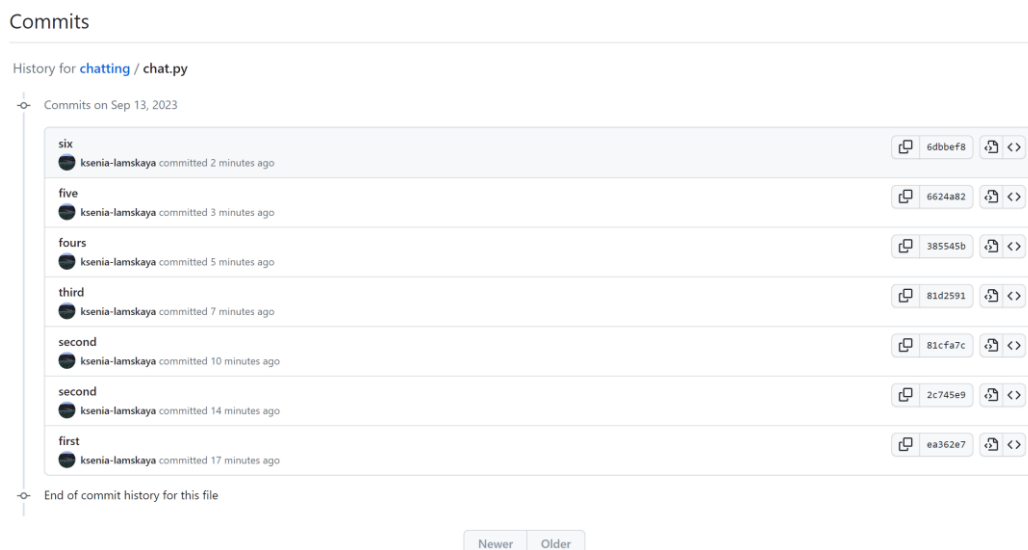 Commits
History for chatting / chat.py
Commits on Sep 13, 2023
six
ksenia-lamskaya committed 2 minutes ago
6dbbef8
five
ksenia-lamskaya committed 3 minutes ago
6624a82
fours
ksenia-lamskaya committed 5 minutes ago
385545b
third
ksenia-lamskaya committed 7 minutes ago
81d2591
second
ksenia-lamskaya committed 10 minutes ago
81cfa7c
second
ksenia-lamskaya committed 14 minutes ago
2c745e9
first
ksenia-lamskaya committed 17 minutes ago
ea362e7
End of commit history for this file
Newer Older